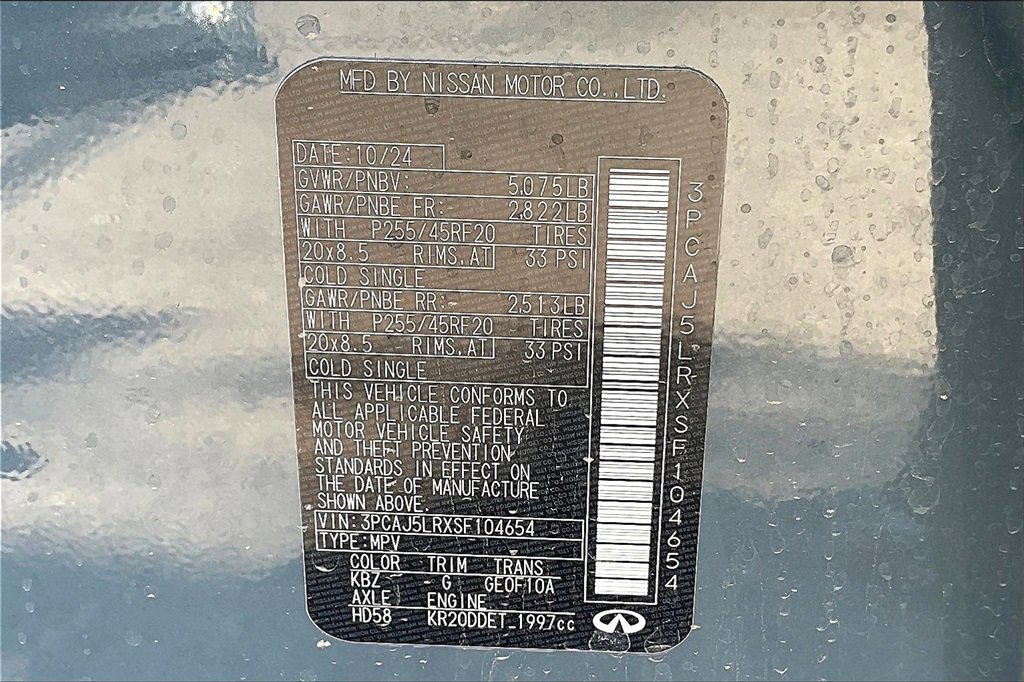 MFD BY NISSAN MOTOR CO.,LTD.
DATE:10/24
GVWR/PNBV: 5,075LB
GAWR/PNBE FR: 2,822LB
WITH P255/45RF20 TIRES
20x8.5 RIMS,AT 33 PSI
COLD SINGLE
GAWR/PNBE RR: 2,513LB
WITH P255/45RF20 TIRES
20x8.5 RIMS,AT 33 PSI
COLD SINGLE
THIS VEHICLE CONFORMS TO
ALL APPLICABLE FEDERAL
MOTOR VEHICLE SAFETY
AND THEFT PREVENTION
STANDARDS IN EFFECT ON
THE DATE OF MANUFACTURE
SHOWN ABOVE.
VIN:3PCAJ5LRXSF104654
TYPE:MPV
COLOR TRIM TRANS
KBZ G GE0F10A
AXLE ENGINE
HD58 KR20DDET 1997cc
3PCAJ5LRXSF104654